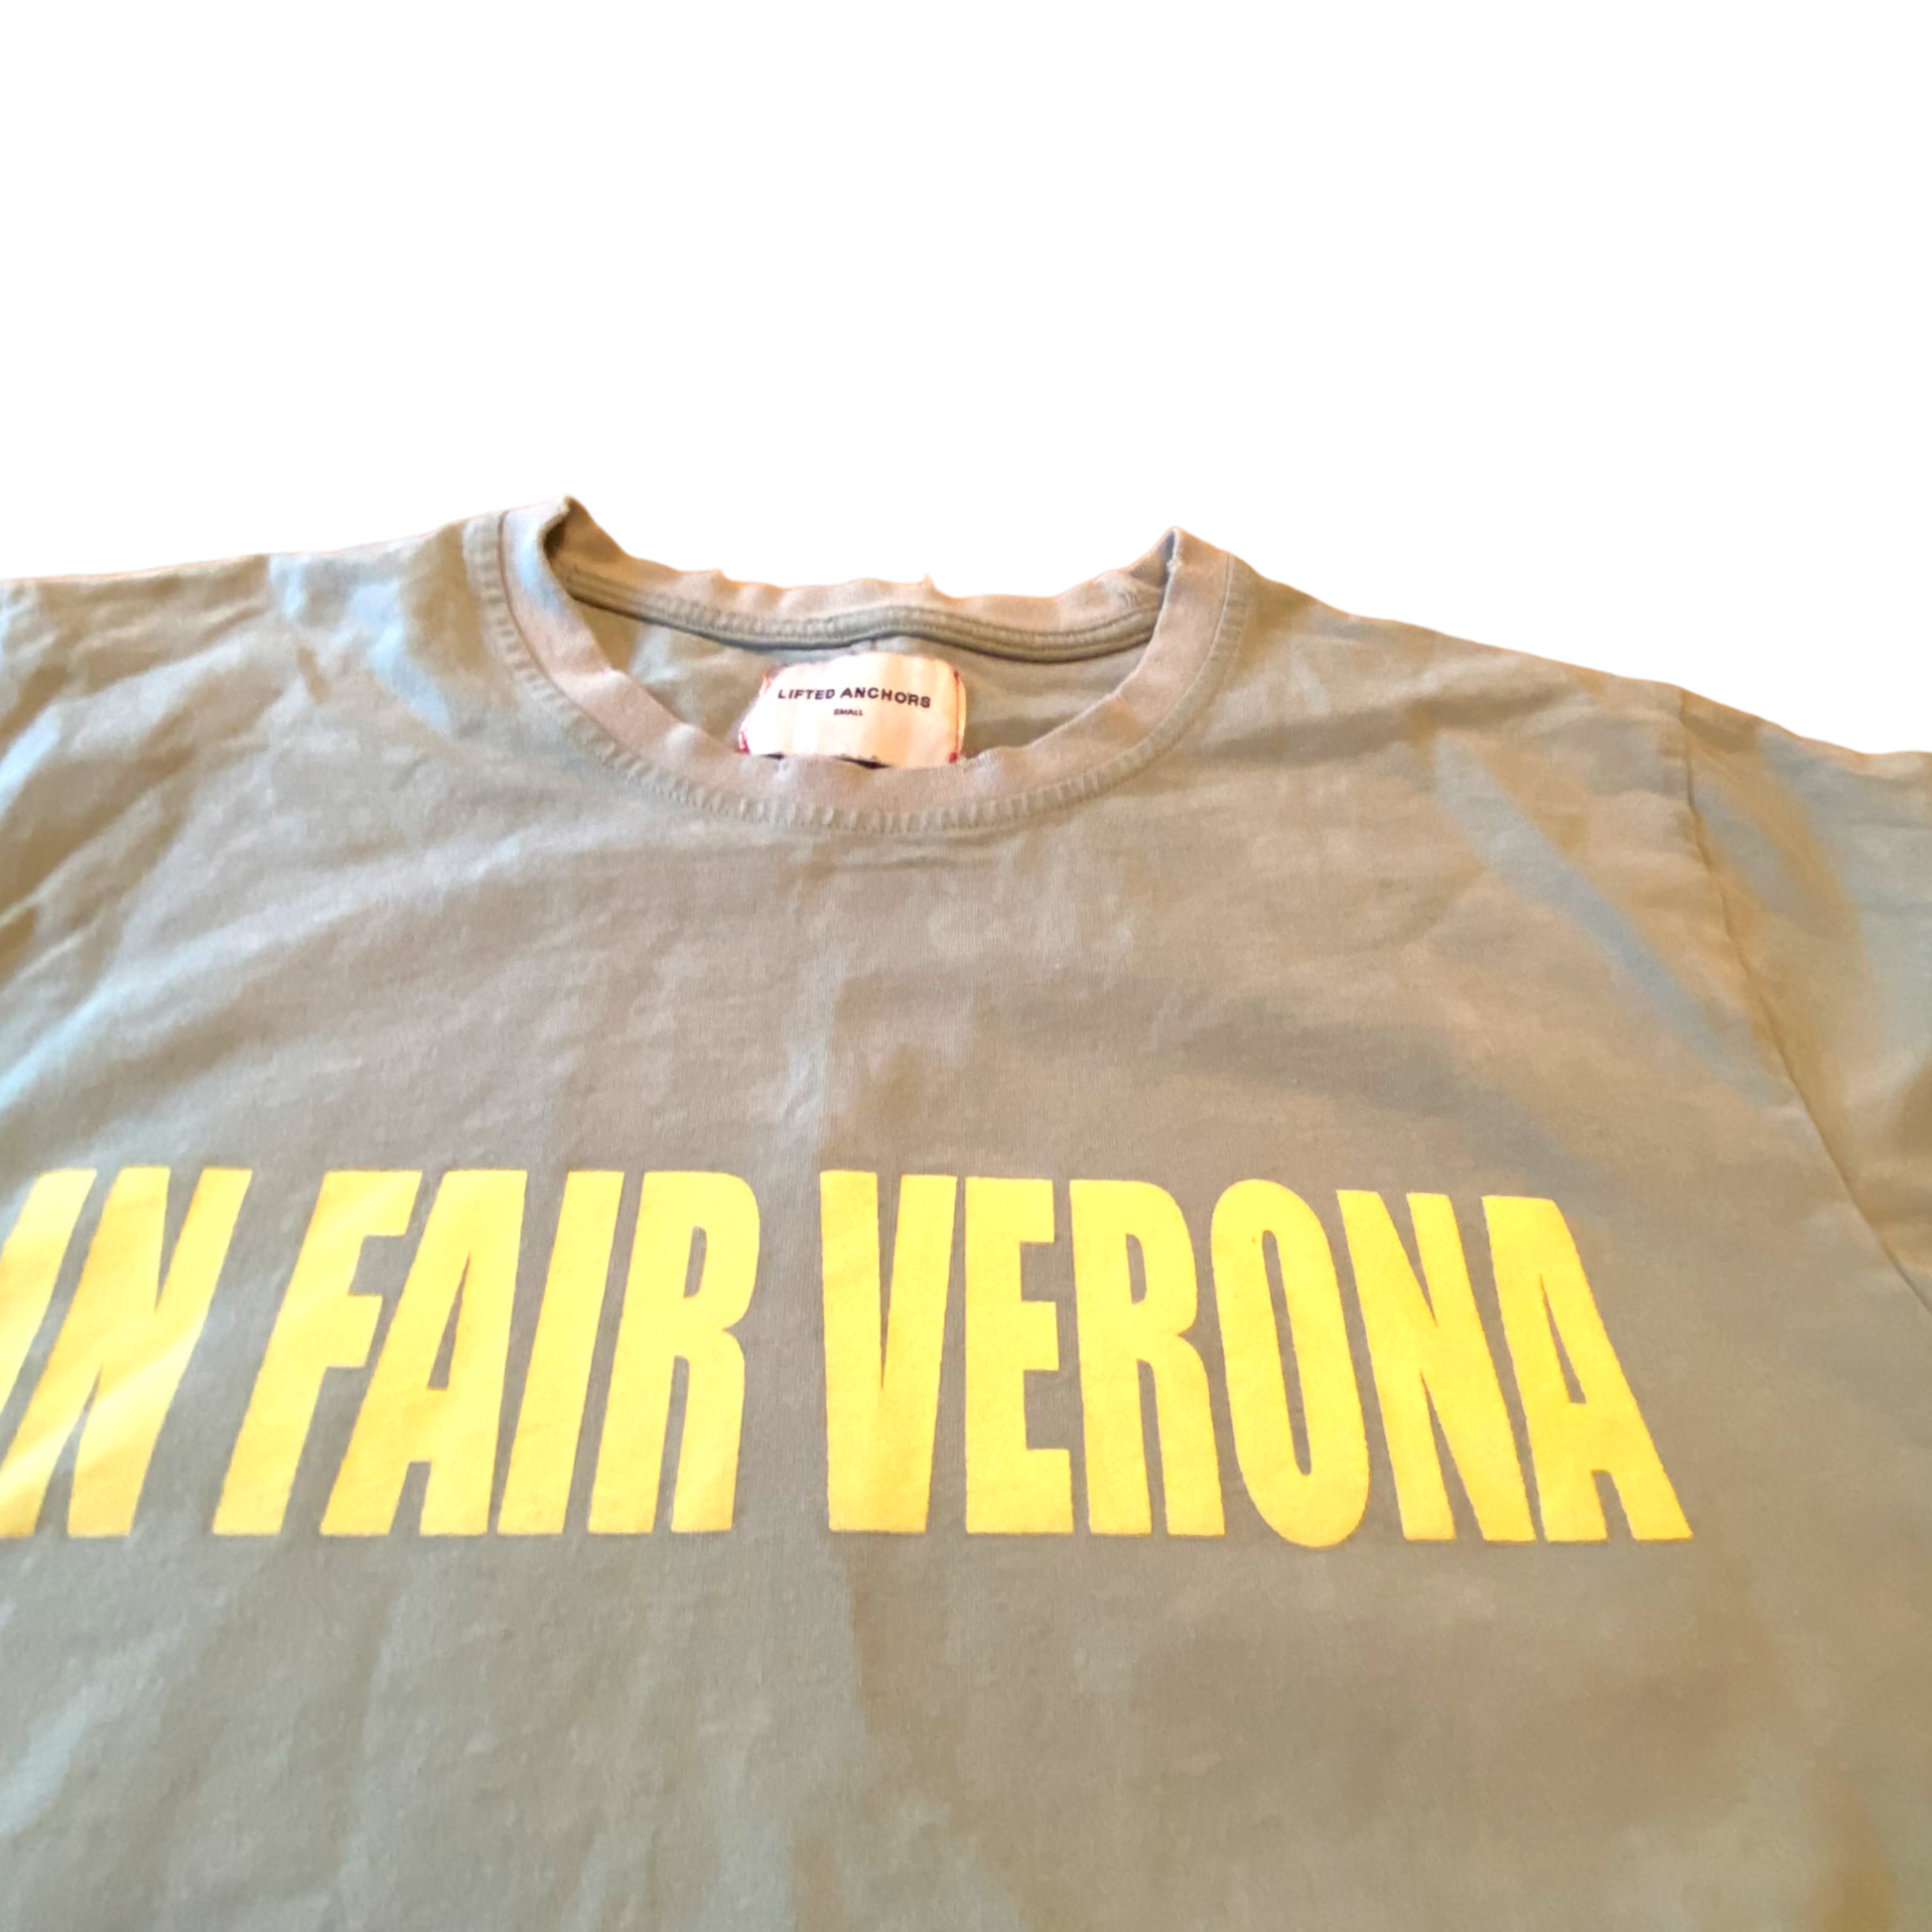 LIFTED ANCHORS
SMALL
IN FAIR VERONA